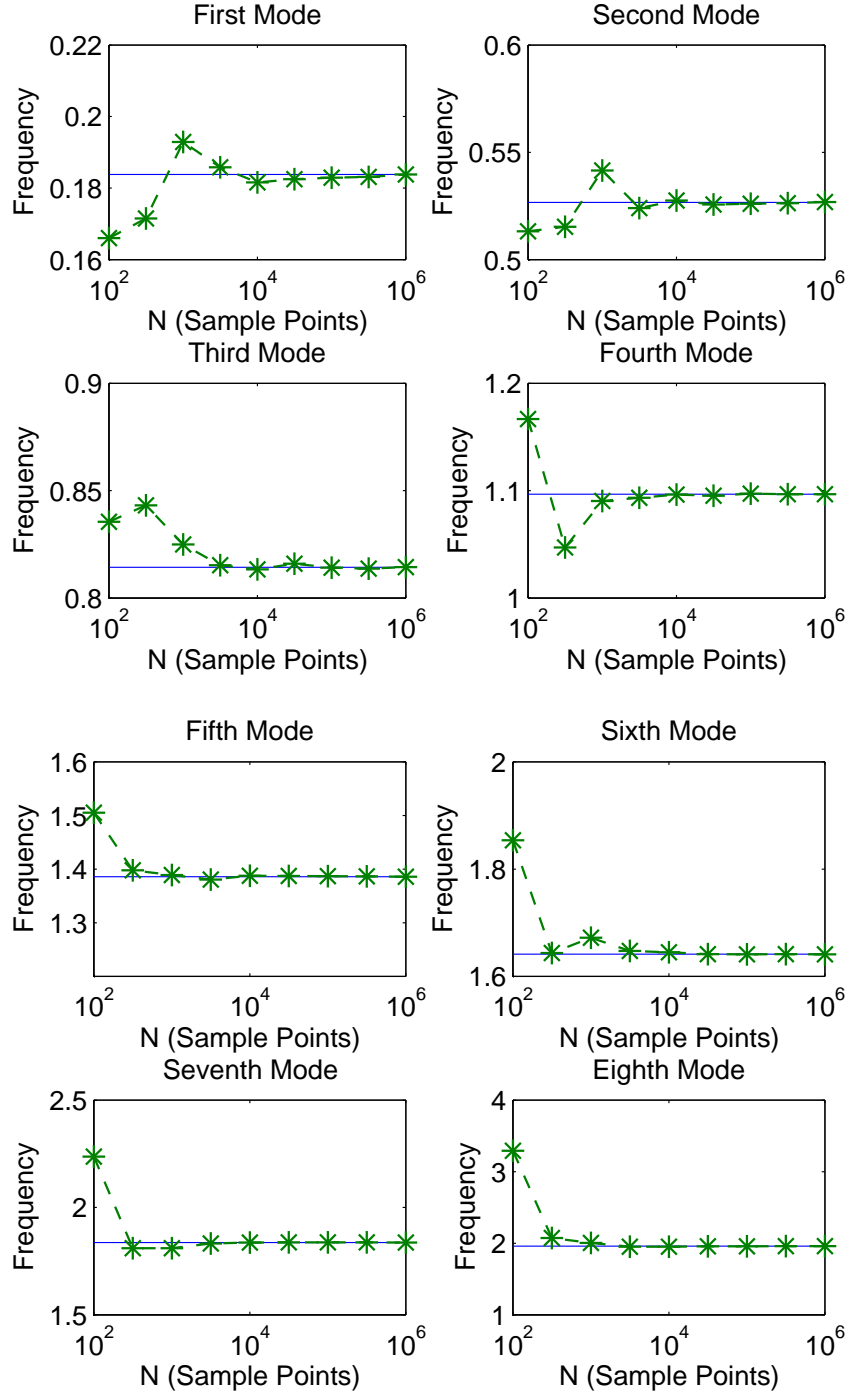 First Mode
0.22
0.2
0.18
0.16
Frequency
10^2
10^4
10^6
N (Sample Points)
Second Mode
0.6
0.55
0.5
Frequency
10^2
10^4
10^6
N (Sample Points)
Third Mode
0.9
0.85
0.8
Frequency
10^2
10^4
10^6
N (Sample Points)
Fourth Mode
1.2
1.1
1
Frequency
10^2
10^4
10^6
N (Sample Points)
Fifth Mode
1.6
1.5
1.4
1.3
Frequency
10^2
10^4
10^6
N (Sample Points)
Sixth Mode
2
1.8
1.6
Frequency
10^2
10^4
10^6
N (Sample Points)
Seventh Mode
2.5
2
1.5
Frequency
10^2
10^4
10^6
N (Sample Points)
Eighth Mode
4
3
2
1
Frequency
10^2
10^4
10^6
N (Sample Points)